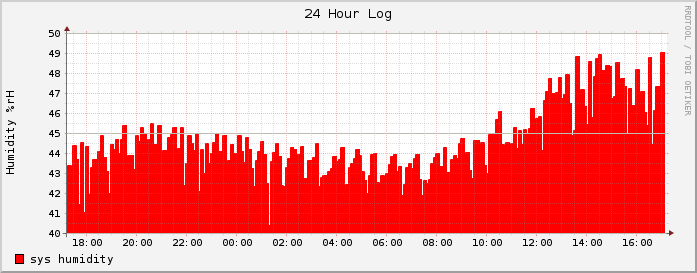 24 Hour Log
RRDTOOL / TOBI OETIKER
Humidity %rH
50
49
48
47
46
45
44
43
42
41
40
18:00 20:00 22:00 00:00 02:00 04:00 06:00 08:00 10:00 12:00 14:00 16:00
sys humidity